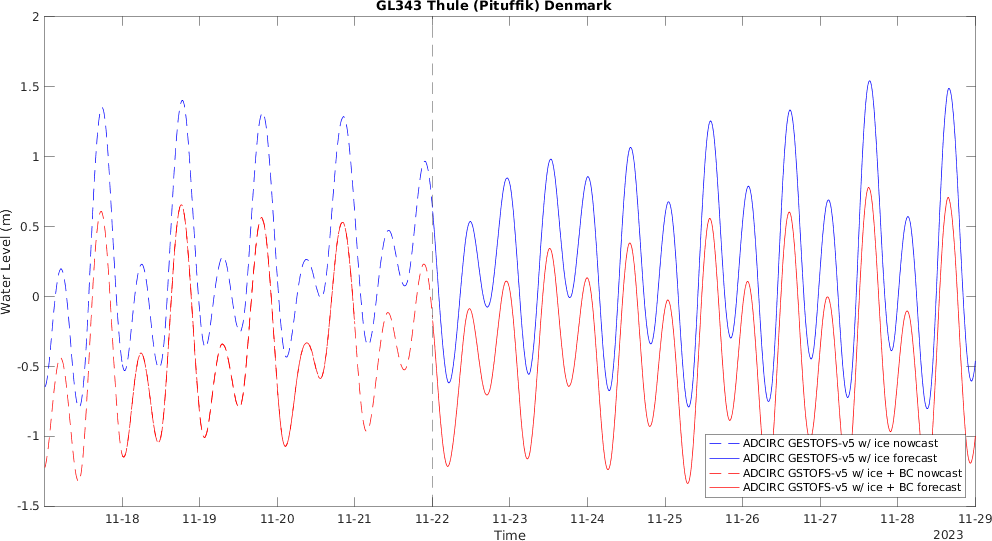 GL343 Thule (Pituffik) Denmark
Water Level (m)
2
1.5
1
0.5
0
-0.5
-1
-1.5
ADCIRC GESTOFS-v5 w/ ice nowcast
ADCIRC GESTOFS-v5 w/ ice forecast
ADCIRC GSTOFS-v5 w/ ice + BC nowcast
ADCIRC GSTOFS-v5 w/ ice + BC forecast
11-18 11-19 11-20 11-21 11-22 11-23 11-24 11-25 11-26 11-27 11-28 11-29
Time
2023